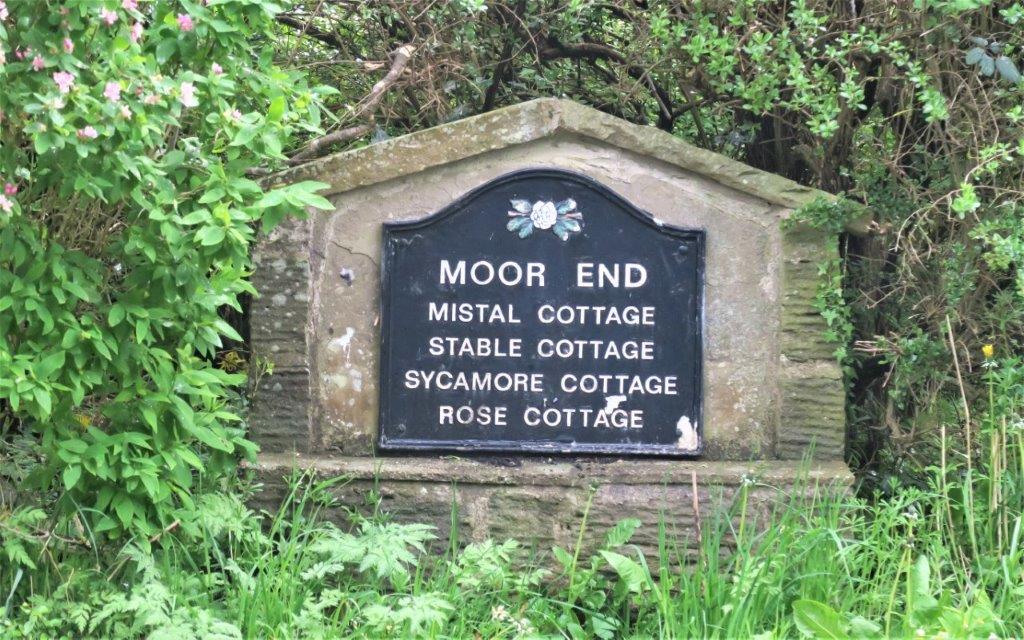 MOOR END
MISTAL COTTAGE
STABLE COTTAGE
SYCAMORE COTTAGE
ROSE COTTAGE